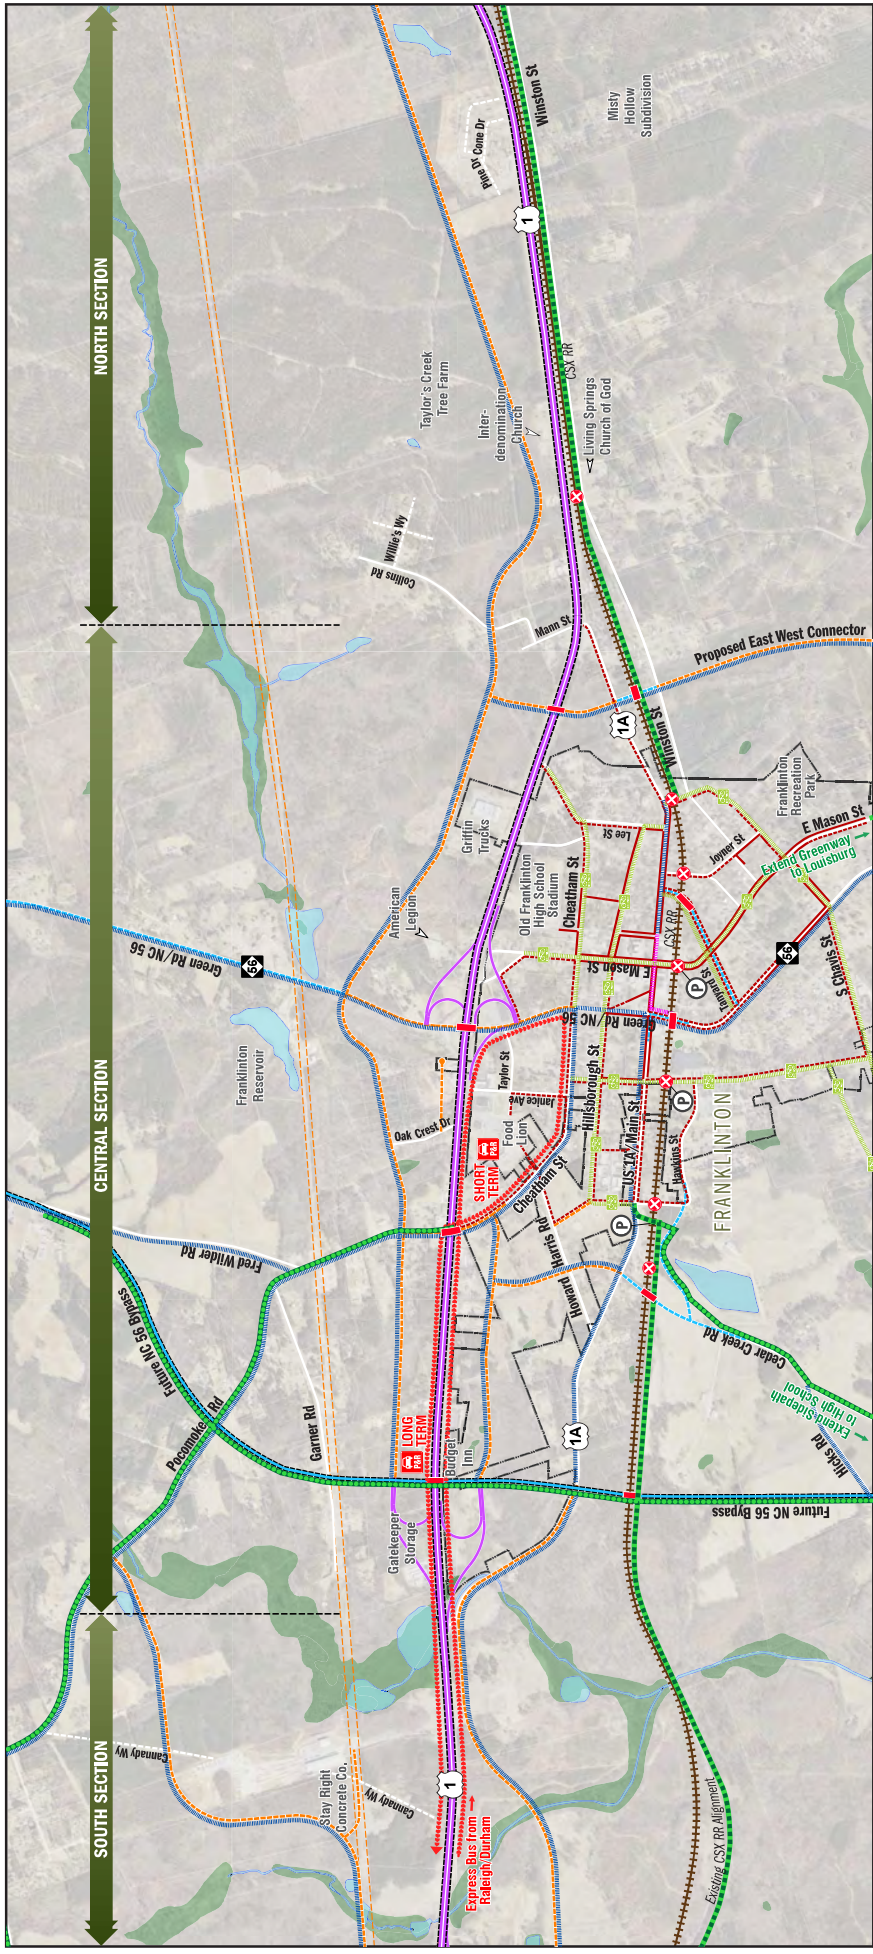 NORTH SECTION
CENTRAL SECTION
SOUTH SECTION
Winston St
Misty
Hollow
Subdivision
Pine Dr
Cone Dr
1
CSX RR
Taylor's Creek
Tree Farm
Inter-
denomination
Church
Living Springs
Church of God
Willie's Wy
Collins Rd
Mann St
Proposed East West Connector
1A
Winston St
Franklinton
Recreation
Park
E Mason St
Extend Greenway
to Louisburg
Joyner St
Lee St
Griffin
Trucks
Old Franklinton
High School
Stadium
Cheatham St
American
Legion
Green Rd/NC 56
56
CSX RR
E Mason St
Tanyard St
P
56
S Chavis St
Green Rd/NC 56
Franklinton
Reservoir
Taylor St
Janice Ave
Oak Crest Dr
Food
Lion
SHORT
TERM
P&R
Hillsborough St
US 1A / Main St
Hawkins St
P
FRANKLINTON
Cheatham St
Howard Harris Rd
P
Fred Wilder Rd
Future NC 56 Bypass
Pocomoke Rd
Garner Rd
LONG
TERM
P&R
Budget
Inn
1A
Cedar Creek Rd
Extend Sidepath
to High School
Hicks Rd
Future NC 56 Bypass
Gatekeeper
Storage
Cannady Wy
Stay Right
Concrete Co.
Cannady Wy
1
Express Bus from
Raleigh/Durham
Existing CSX RR Alignment